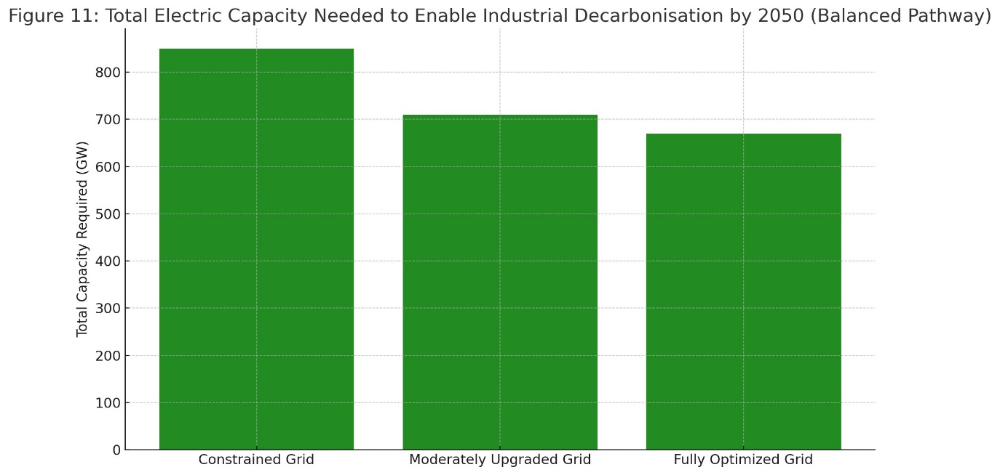 Figure 11: Total Electric Capacity Needed to Enable Industrial Decarbonisation by 2050 (Balanced Pathway)
Total Capacity Required (GW)
800
700
600
500
400
300
200
100
0
Constrained Grid
Moderately Upgraded Grid
Fully Optimized Grid